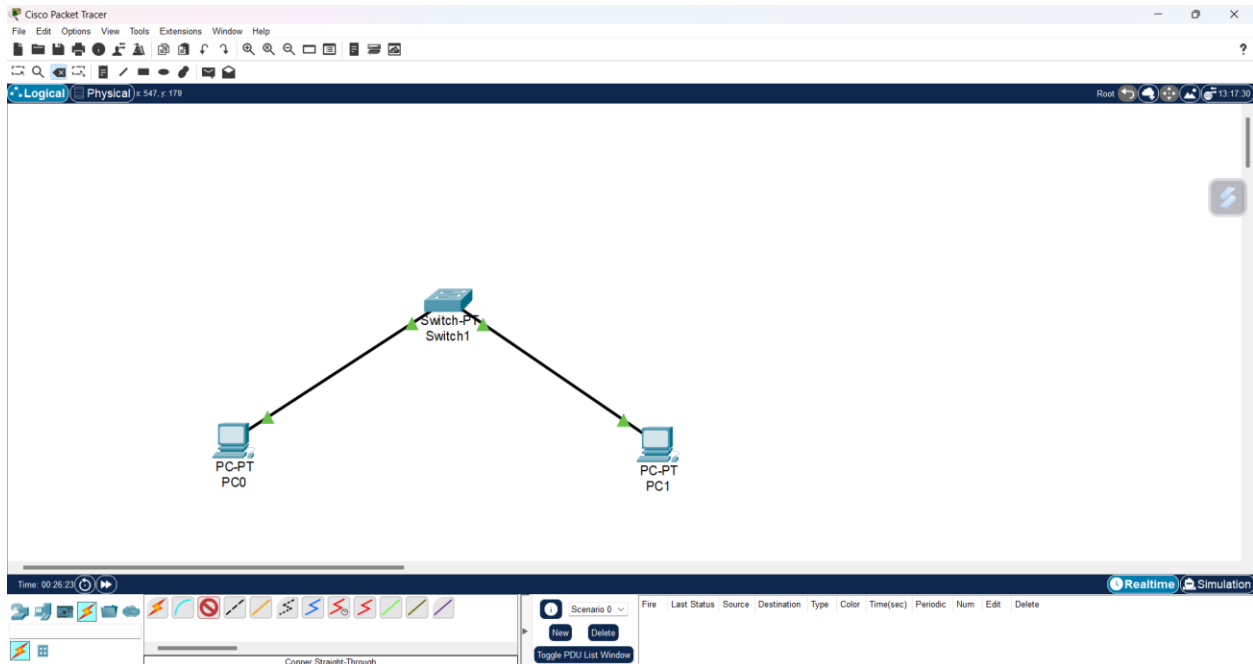 Cisco Packet Tracer
File Edit Options View Tools Extensions Window Help
?
Logical Physical x: 547, y: 179 Root 13:17:30
Switch-PT
Switch1
PC-PT
PC0
PC-PT
PC1
Time: 00:26:23 Realtime Simulation
Scenario 0 Fire Last Status Source Destination Type Color Time(sec) Periodic Num Edit Delete
New Delete
Toggle PDU List Window
Copper Straight-Through